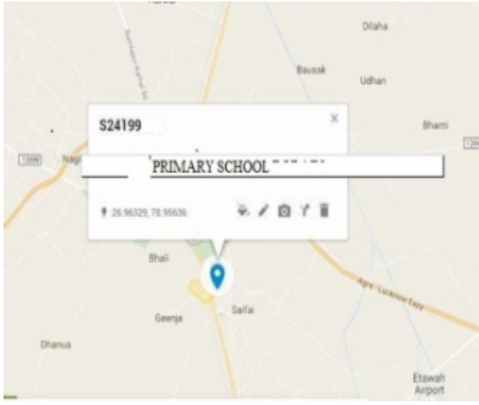 Dilaha
Bausak
Udhan
S24199
×
Bhanti
PRIMARY SCHOOL
26.96329, 78.95636
Bhali
Saifai
Geenja
Agra - Lucknow Expy
Dhanua
Etawah
Airport